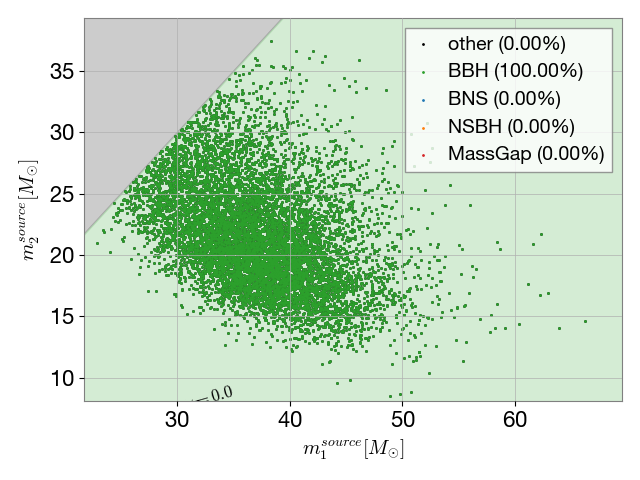 other (0.00%)
BBH (100.00%)
BNS (0.00%)
NSBH (0.00%)
MassGap (0.00%)
35
30
25
20
15
10
m_2^{source}[M_☉]
0.0
30 40 50 60
m_1^{source}[M_☉]